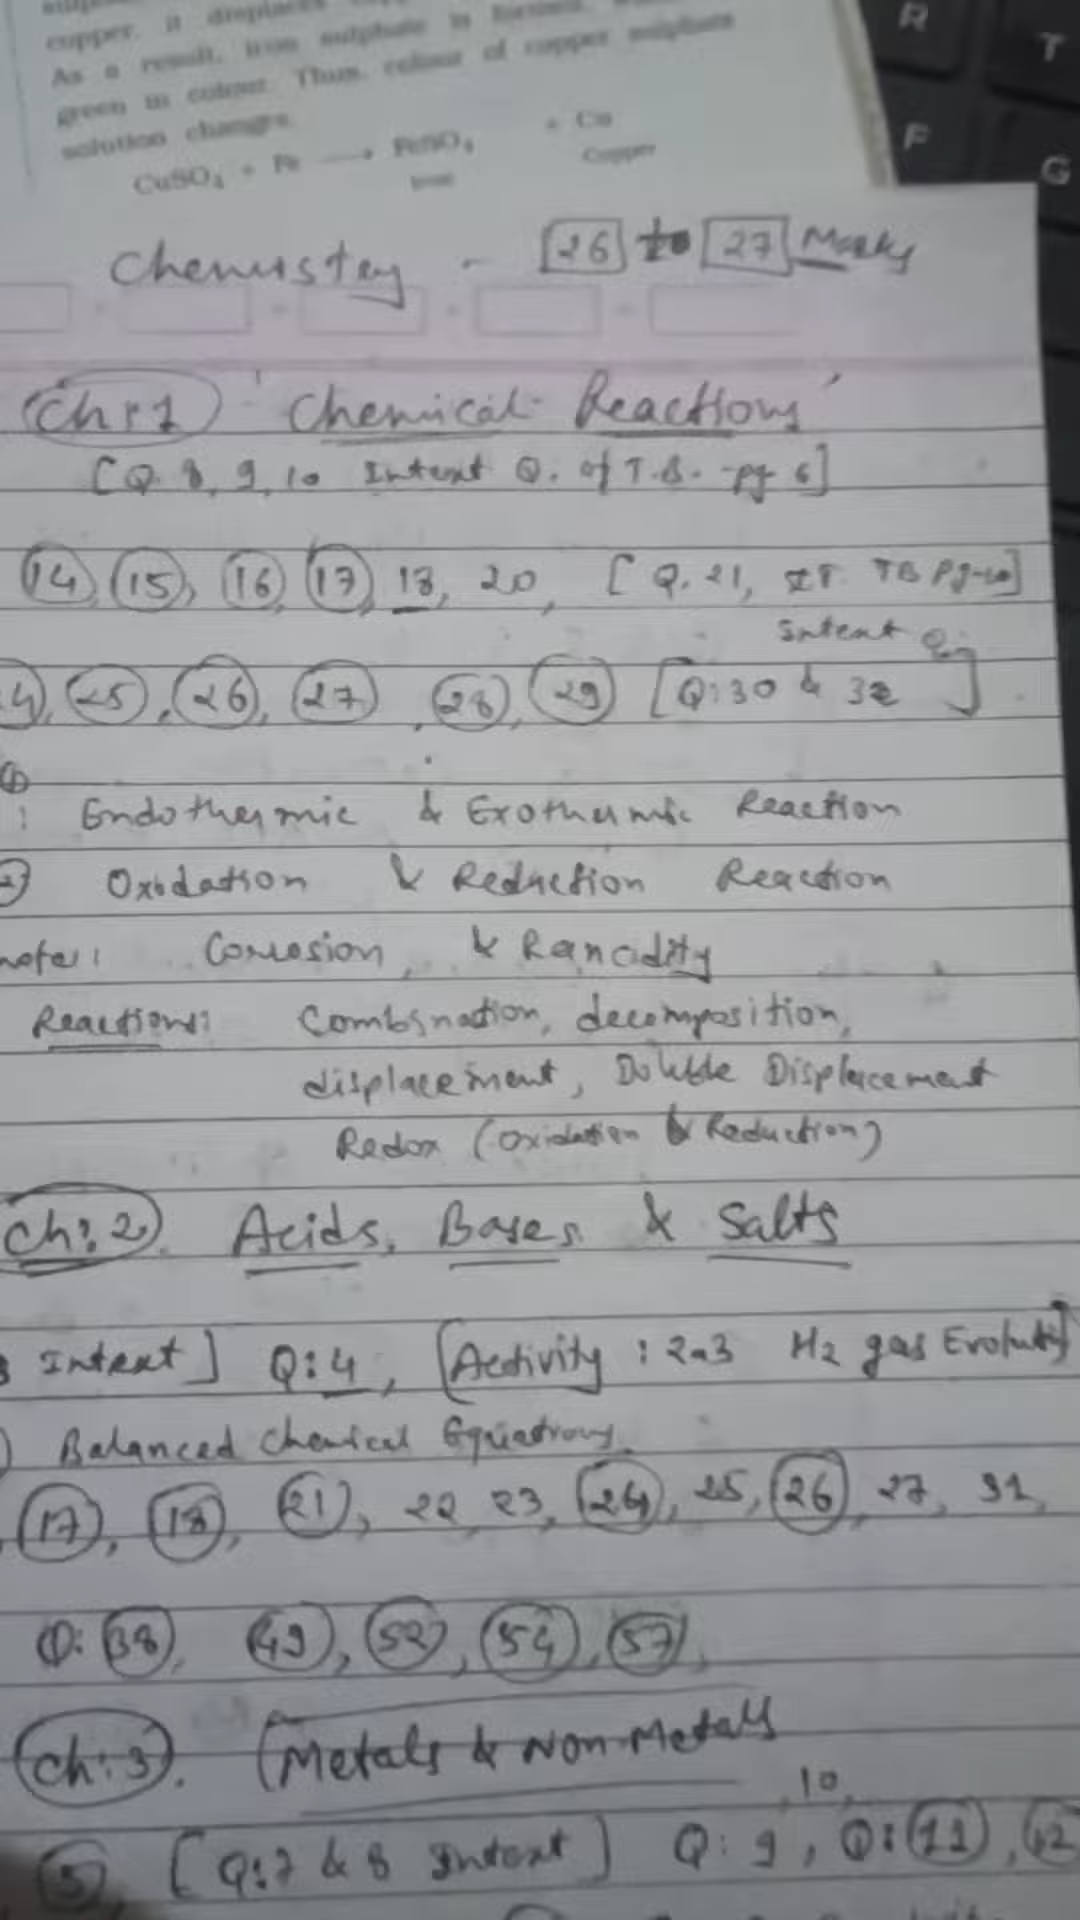 copper, it displaces
As a result, iron sulphate is formed,
green in colour. Thus, colour of copper sulphate
solution changes.
CuSO4 + Fe → FeSO4 + Cu
Iron Copper
R
T
F
G
Chemistry - 26 to 27 Marks
Ch: 1 'Chemical Reactions'
[Q. 8, 9, 10 Intext Q. of T.B. -pg 6]
14, 15, 16, 17, 18, 20, [Q. 21, IT TB pg-10]
Intext Q:
4, 25, 26, 27, 28, 29 [Q: 30 & 32]
1
: Endothermic & Exothermic Reaction
2) Oxidation & Reduction Reaction
note: Corrosion, & Rancidity
Reactions: Combination, decomposition,
displacement, Double Displacement
Redox (Oxidation & Reduction)
Ch: 2. Acids, Bases & Salts
Intext] Q: 4, [Activity : 2.3 H2 gas Evolution]
) Balanced Chemical Equations
17, 18, 21, 22, 23, 24, 25, 26, 27, 31,
Q: 38, 49, 52, 54, 57,
Ch: 3. Metals & Non-Metals
10,
5, [Q: 7 & 8 Intext] Q: 9, Q: 11, 12